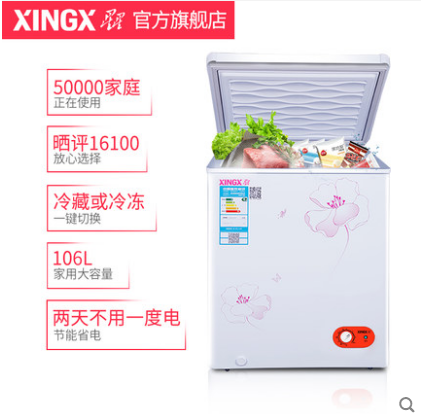 XINGX 星星 官方旗舰店
50000家庭
正在使用
晒评16100
放心选择
冷藏或冷冻
一键切换
106L
家用大容量
两天不用一度电
节能省电
XINGX